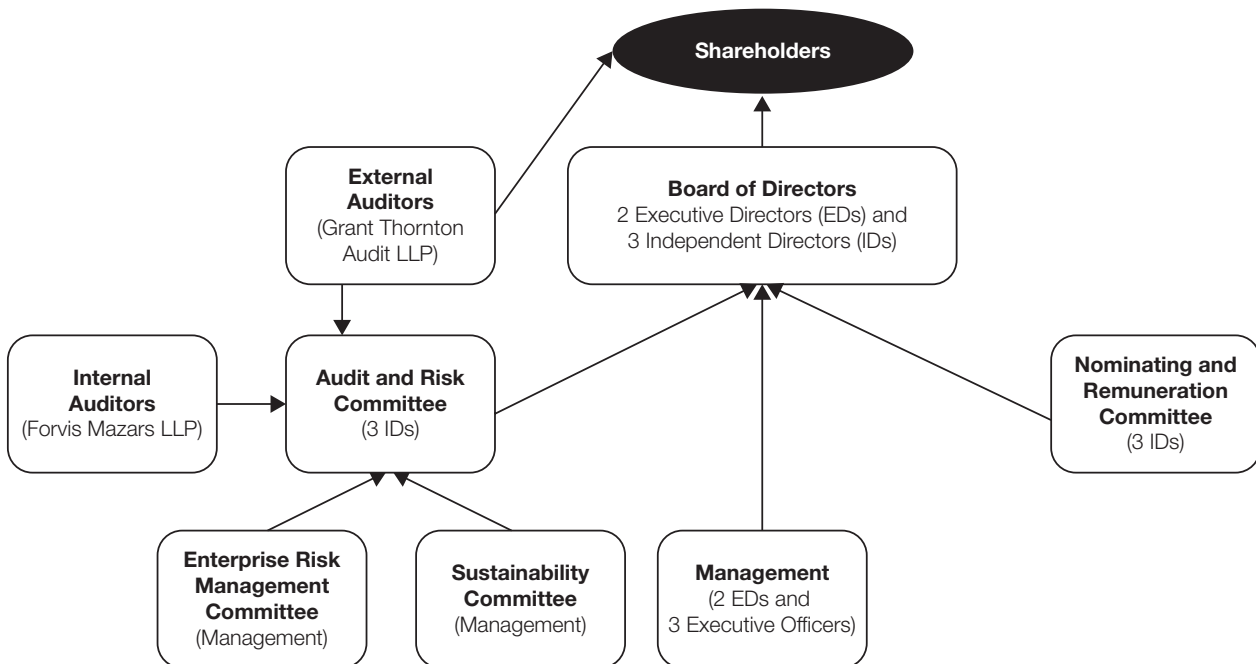 Shareholders
External
Auditors
(Grant Thornton
Audit LLP)
Board of Directors
2 Executive Directors (EDs) and
3 Independent Directors (IDs)
Internal
Auditors
(Forvis Mazars LLP)
Audit and Risk
Committee
(3 IDs)
Nominating and
Remuneration
Committee
(3 IDs)
Enterprise Risk
Management
Committee
(Management)
Sustainability
Committee
(Management)
Management
(2 EDs and
3 Executive Officers)